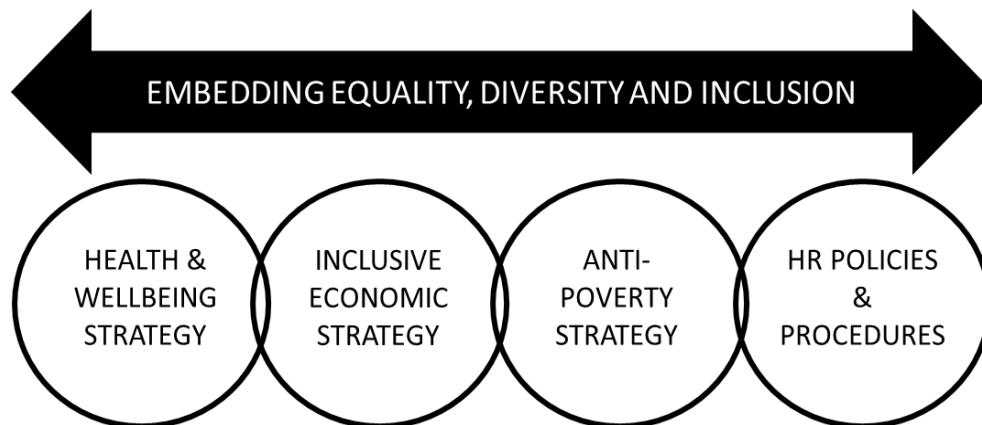 EMBEDDING EQUALITY, DIVERSITY AND INCLUSION
HEALTH &
WELLBEING
STRATEGY
INCLUSIVE
ECONOMIC
STRATEGY
ANTI-
POVERTY
STRATEGY
HR POLICIES
&
PROCEDURES